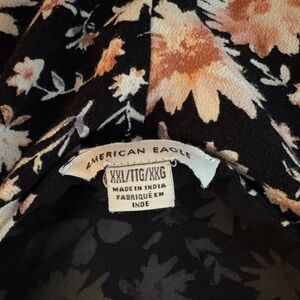 AMERICAN EAGLE
XXL/TTG/XXG
MADE IN INDIA
FABRIQUÉ EN
INDE